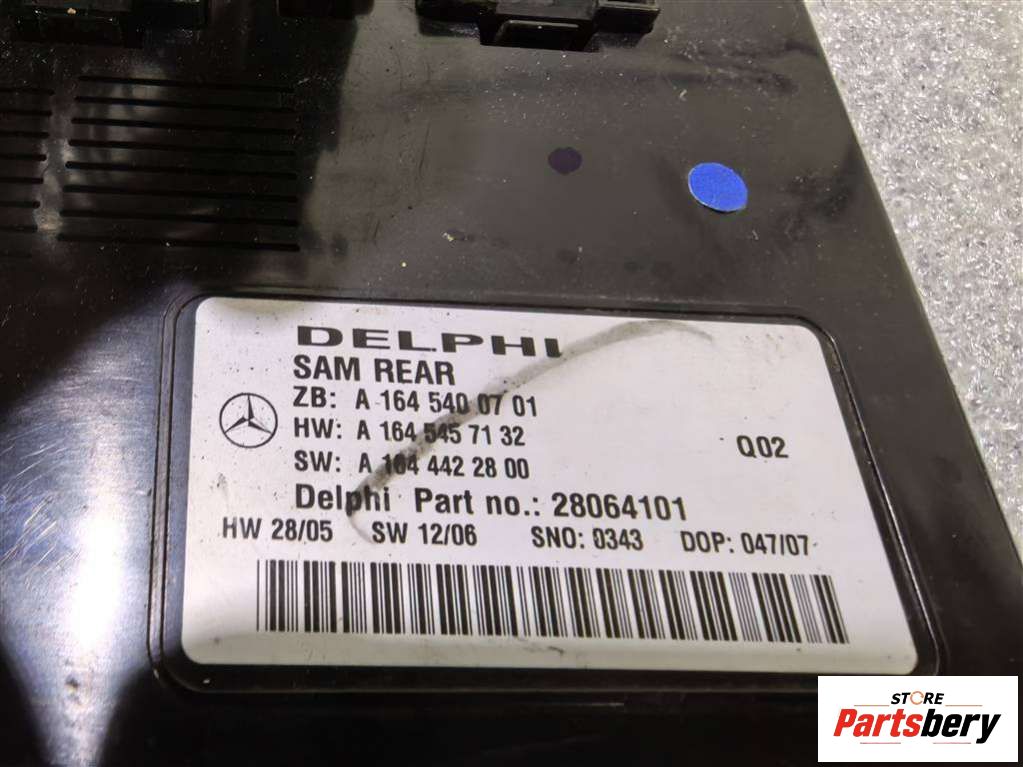 DELPHI
SAM REAR
ZB: A 164 540 07 01
HW: A 164 545 71 32
Q02
SW: A 164 442 28 00
Delphi Part no.: 28064101
HW 28/05 SW 12/06 SNO: 0343 DOP: 047/07
STORE
Partsbery